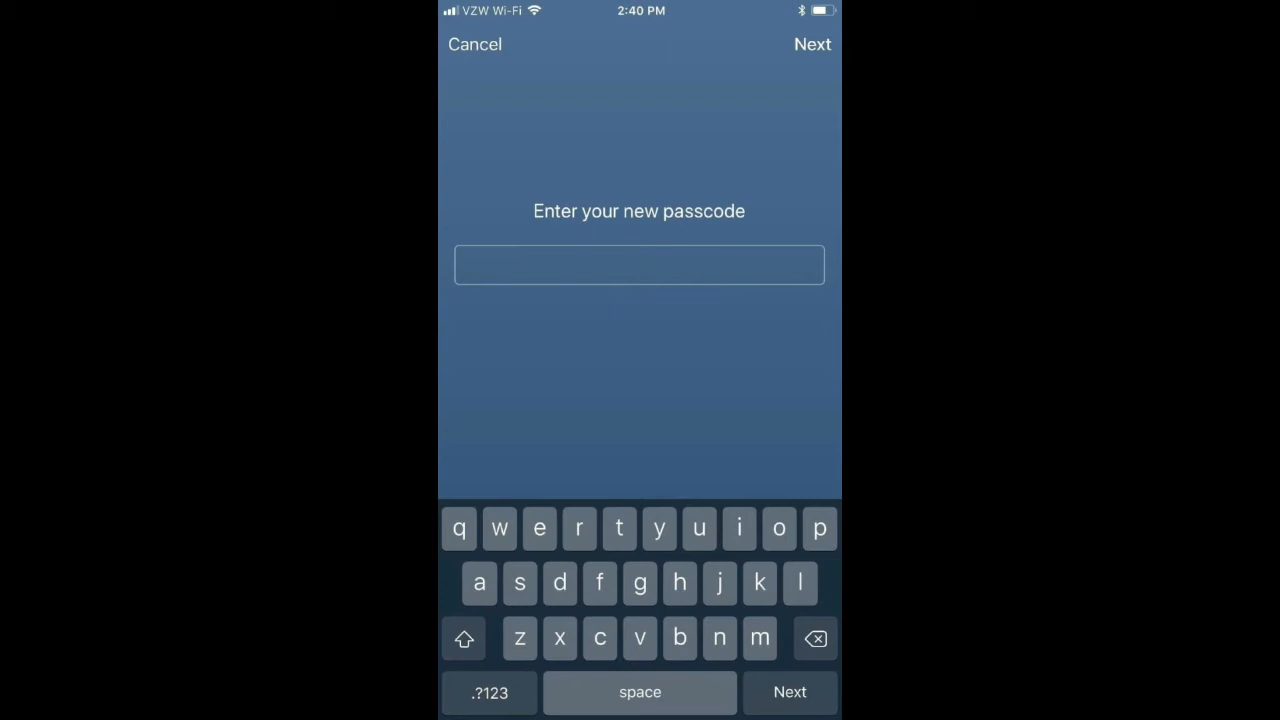 VZW Wi-Fi 2:40 PM
Cancel Next
Enter your new passcode
q w e r t y u i o p
a s d f g h j k l
z x c v b n m
.?123 space Next